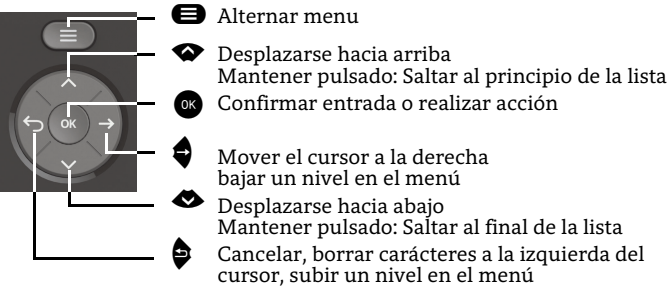 Alternar menu
Desplazarse hacia arriba
Mantener pulsado: Saltar al principio de la lista
OK Confirmar entrada o realizar acción
OK
Mover el cursor a la derecha
bajar un nivel en el menú
Desplazarse hacia abajo
Mantener pulsado: Saltar al final de la lista
Cancelar, borrar carácteres a la izquierda del
cursor, subir un nivel en el menú